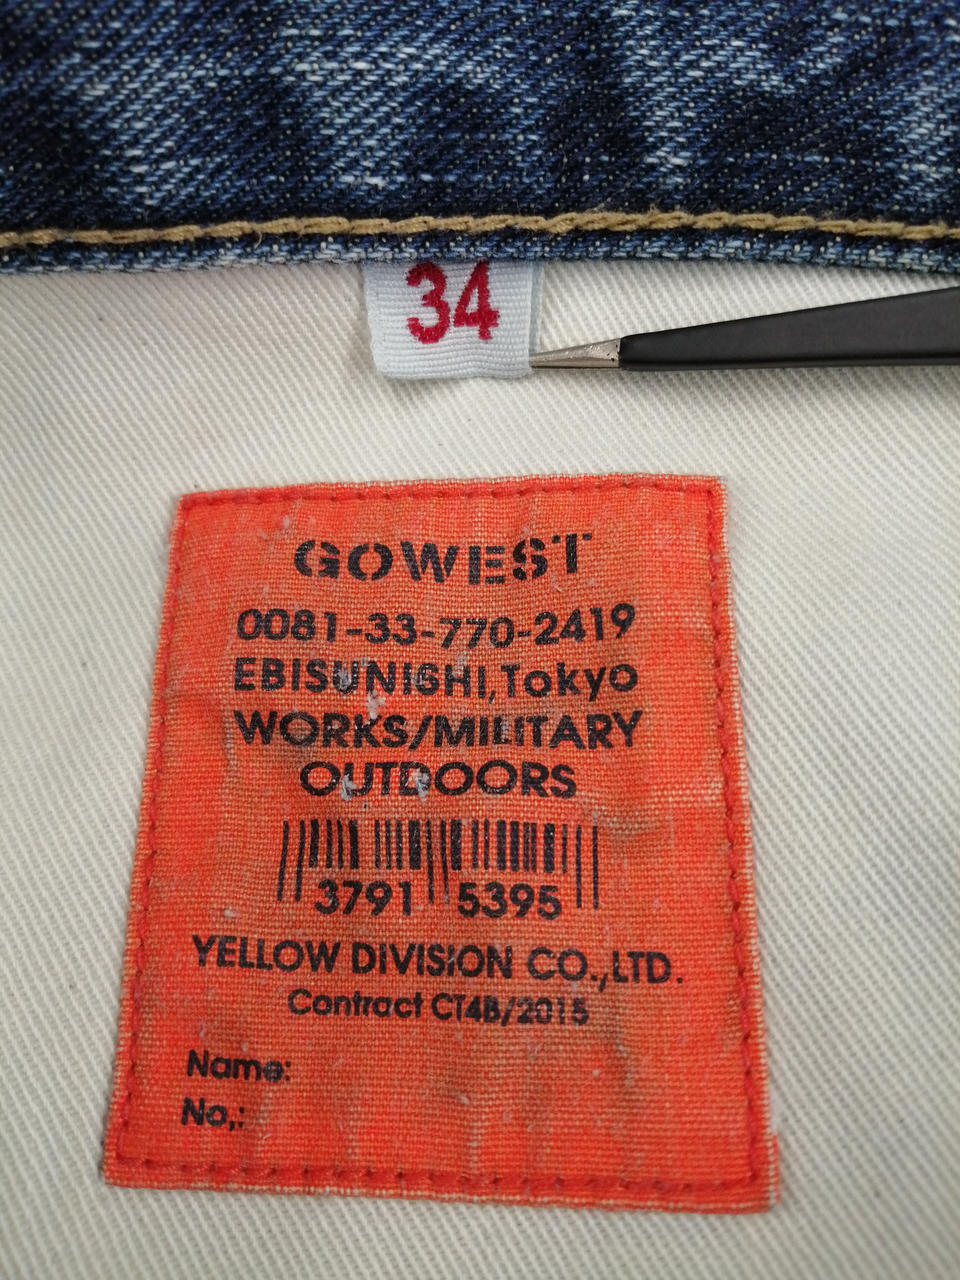 34
GOWEST
0081-33-770-2419
EBISUNISHI,Tokyo
WORKS/MILITARY
OUTDOORS
3791 5395
YELLOW DIVISION CO.,LTD.
Contract CT4B/2015
Name:
No,: